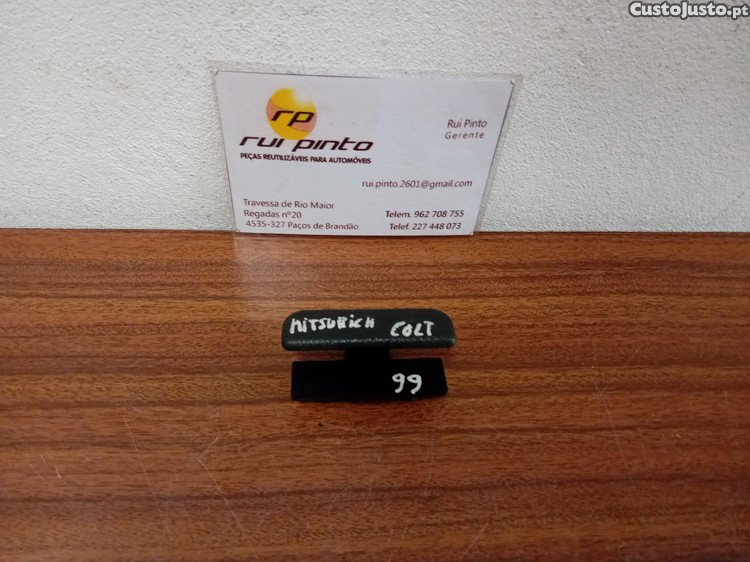 CustoJusto.pt
rp
rui pinto
PEÇAS REUTILIZÁVEIS PARA AUTOMÓVEIS
Rui Pinto
Gerente
rui.pinto.2601@gmail.com
Travessa de Rio Maior
Regadas nº20
4535-327 Paços de Brandão
Telem. 962 708 755
Telef. 227 448 073
MITSUBICH COLT
99